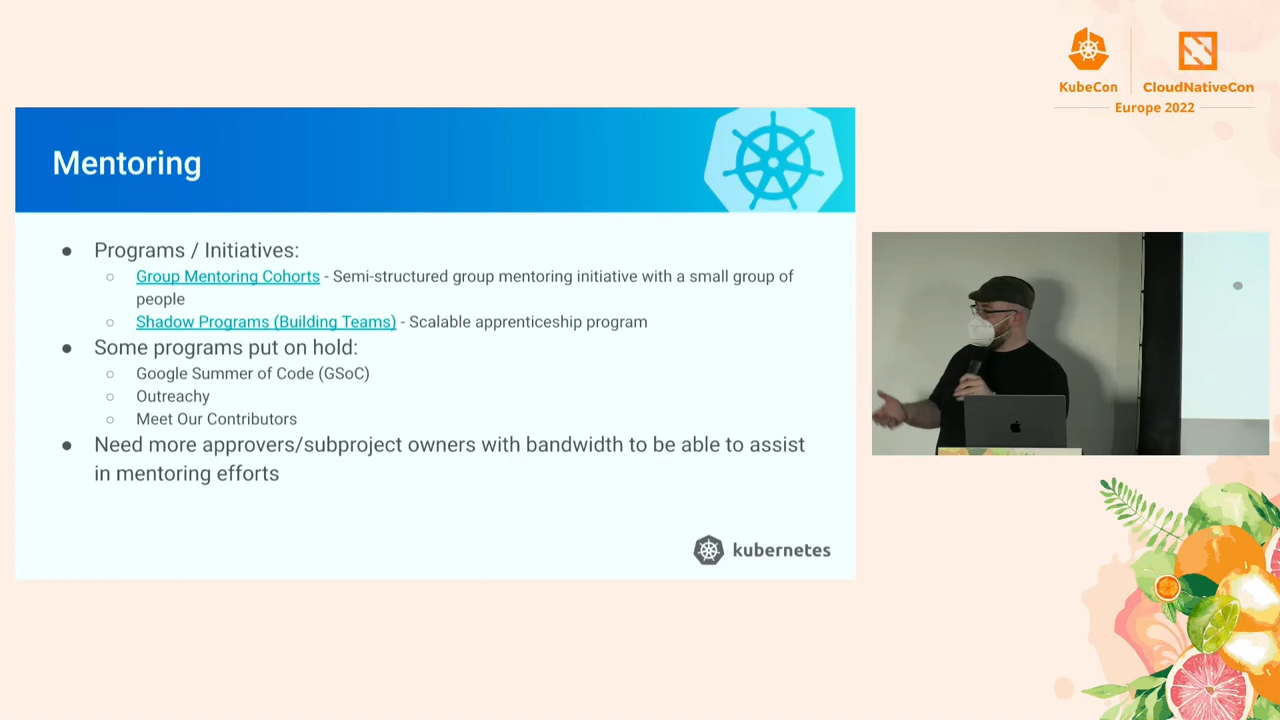 KubeCon
CloudNativeCon
Europe 2022
Mentoring
● Programs / Initiatives:
○ Group Mentoring Cohorts - Semi-structured group mentoring initiative with a small group of
people
○ Shadow Programs (Building Teams) - Scalable apprenticeship program
● Some programs put on hold:
○ Google Summer of Code (GSoC)
○ Outreachy
○ Meet Our Contributors
● Need more approvers/subproject owners with bandwidth to be able to assist
in mentoring efforts
kubernetes